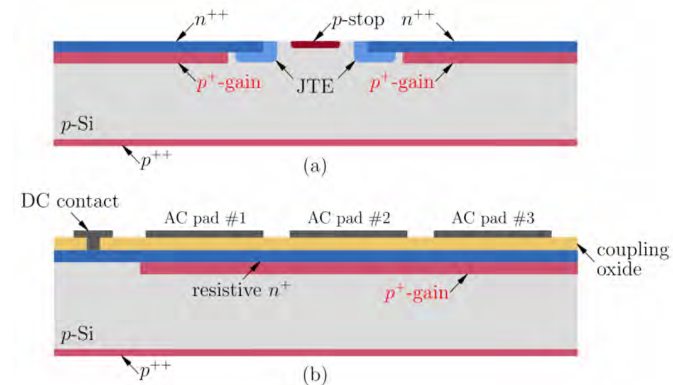 n++ p-stop n++
p+-gain JTE p+-gain
p-Si
p++
(a)
DC contact
AC pad #1 AC pad #2 AC pad #3
coupling
oxide
resistive n+ p+-gain
p-Si
p++
(b)